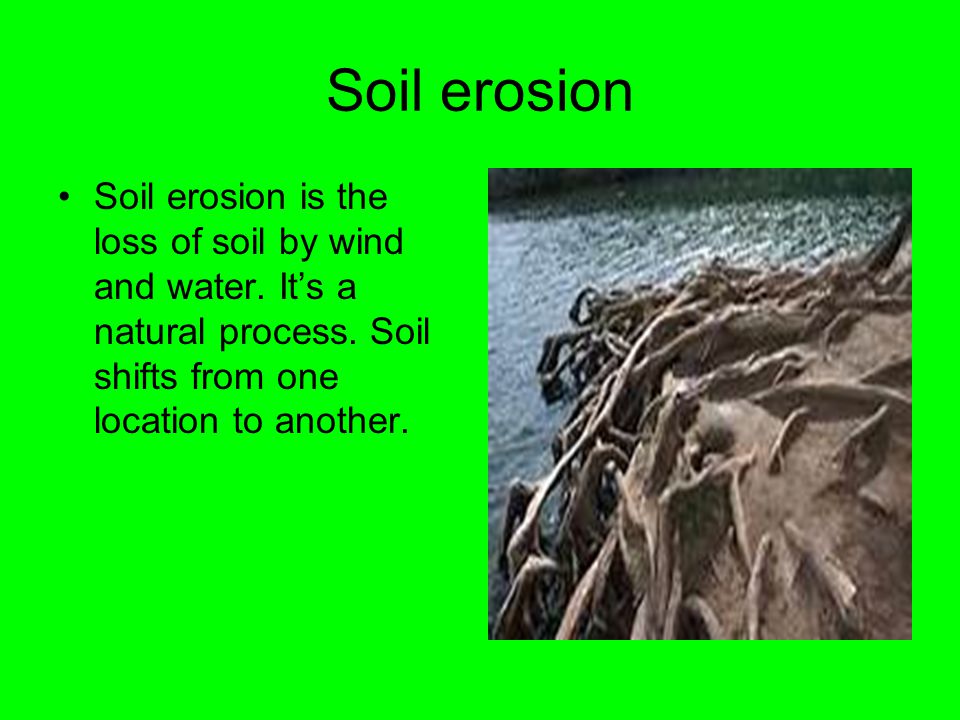 Soil erosion
• Soil erosion is the
loss of soil by wind
and water. It’s a
natural process. Soil
shifts from one
location to another.